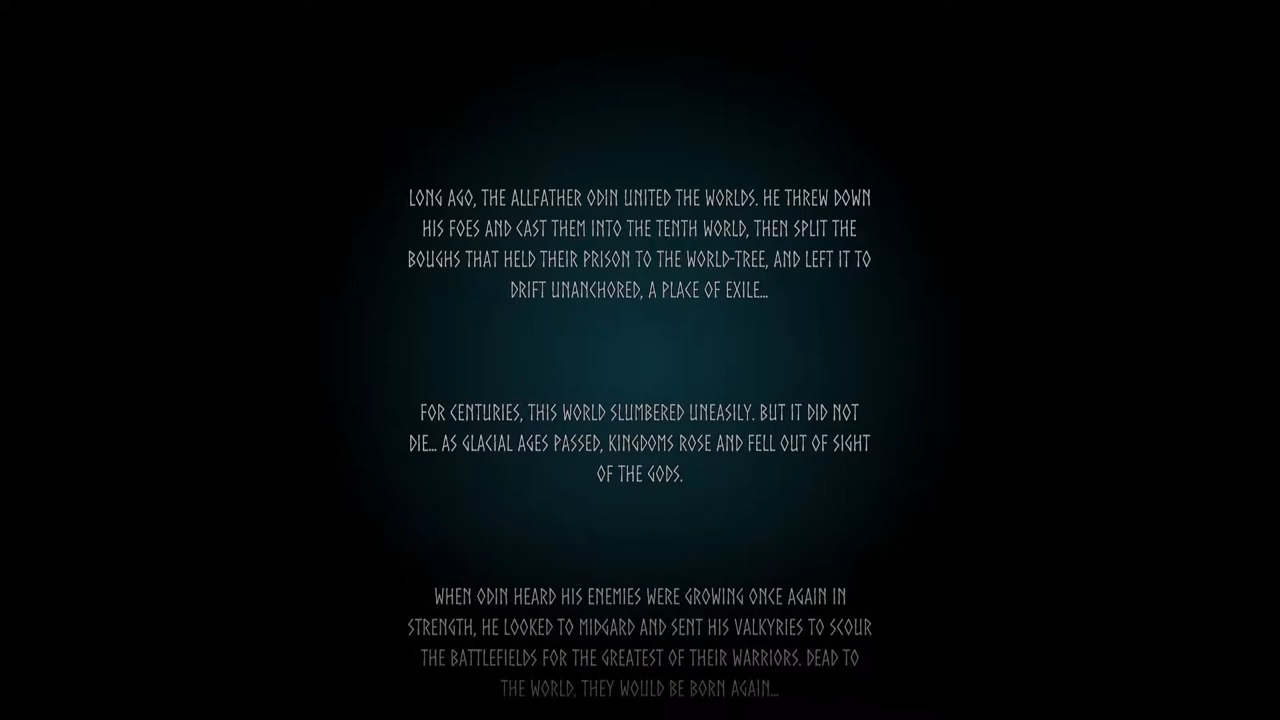 LONG AGO, THE ALLFATHER ODIN UNITED THE WORLDS. HE THREW DOWN
HIS FOES AND CAST THEM INTO THE TENTH WORLD, THEN SPLIT THE
BOUGHS THAT HELD THEIR PRISON TO THE WORLD-TREE, AND LEFT IT TO
DRIFT UNANCHORED, A PLACE OF EXILE...
FOR CENTURIES, THIS WORLD SLUMBERED UNEASILY. BUT IT DID NOT
DIE... AS GLACIAL AGES PASSED, KINGDOMS ROSE AND FELL OUT OF SIGHT
OF THE GODS.
WHEN ODIN HEARD HIS ENEMIES WERE GROWING ONCE AGAIN IN
STRENGTH, HE LOOKED TO MIDGARD AND SENT HIS VALKYRIES TO SCOUR
THE BATTLEFIELDS FOR THE GREATEST OF THEIR WARRIORS. DEAD TO
THE WORLD, THEY WOULD BE BORN AGAIN...